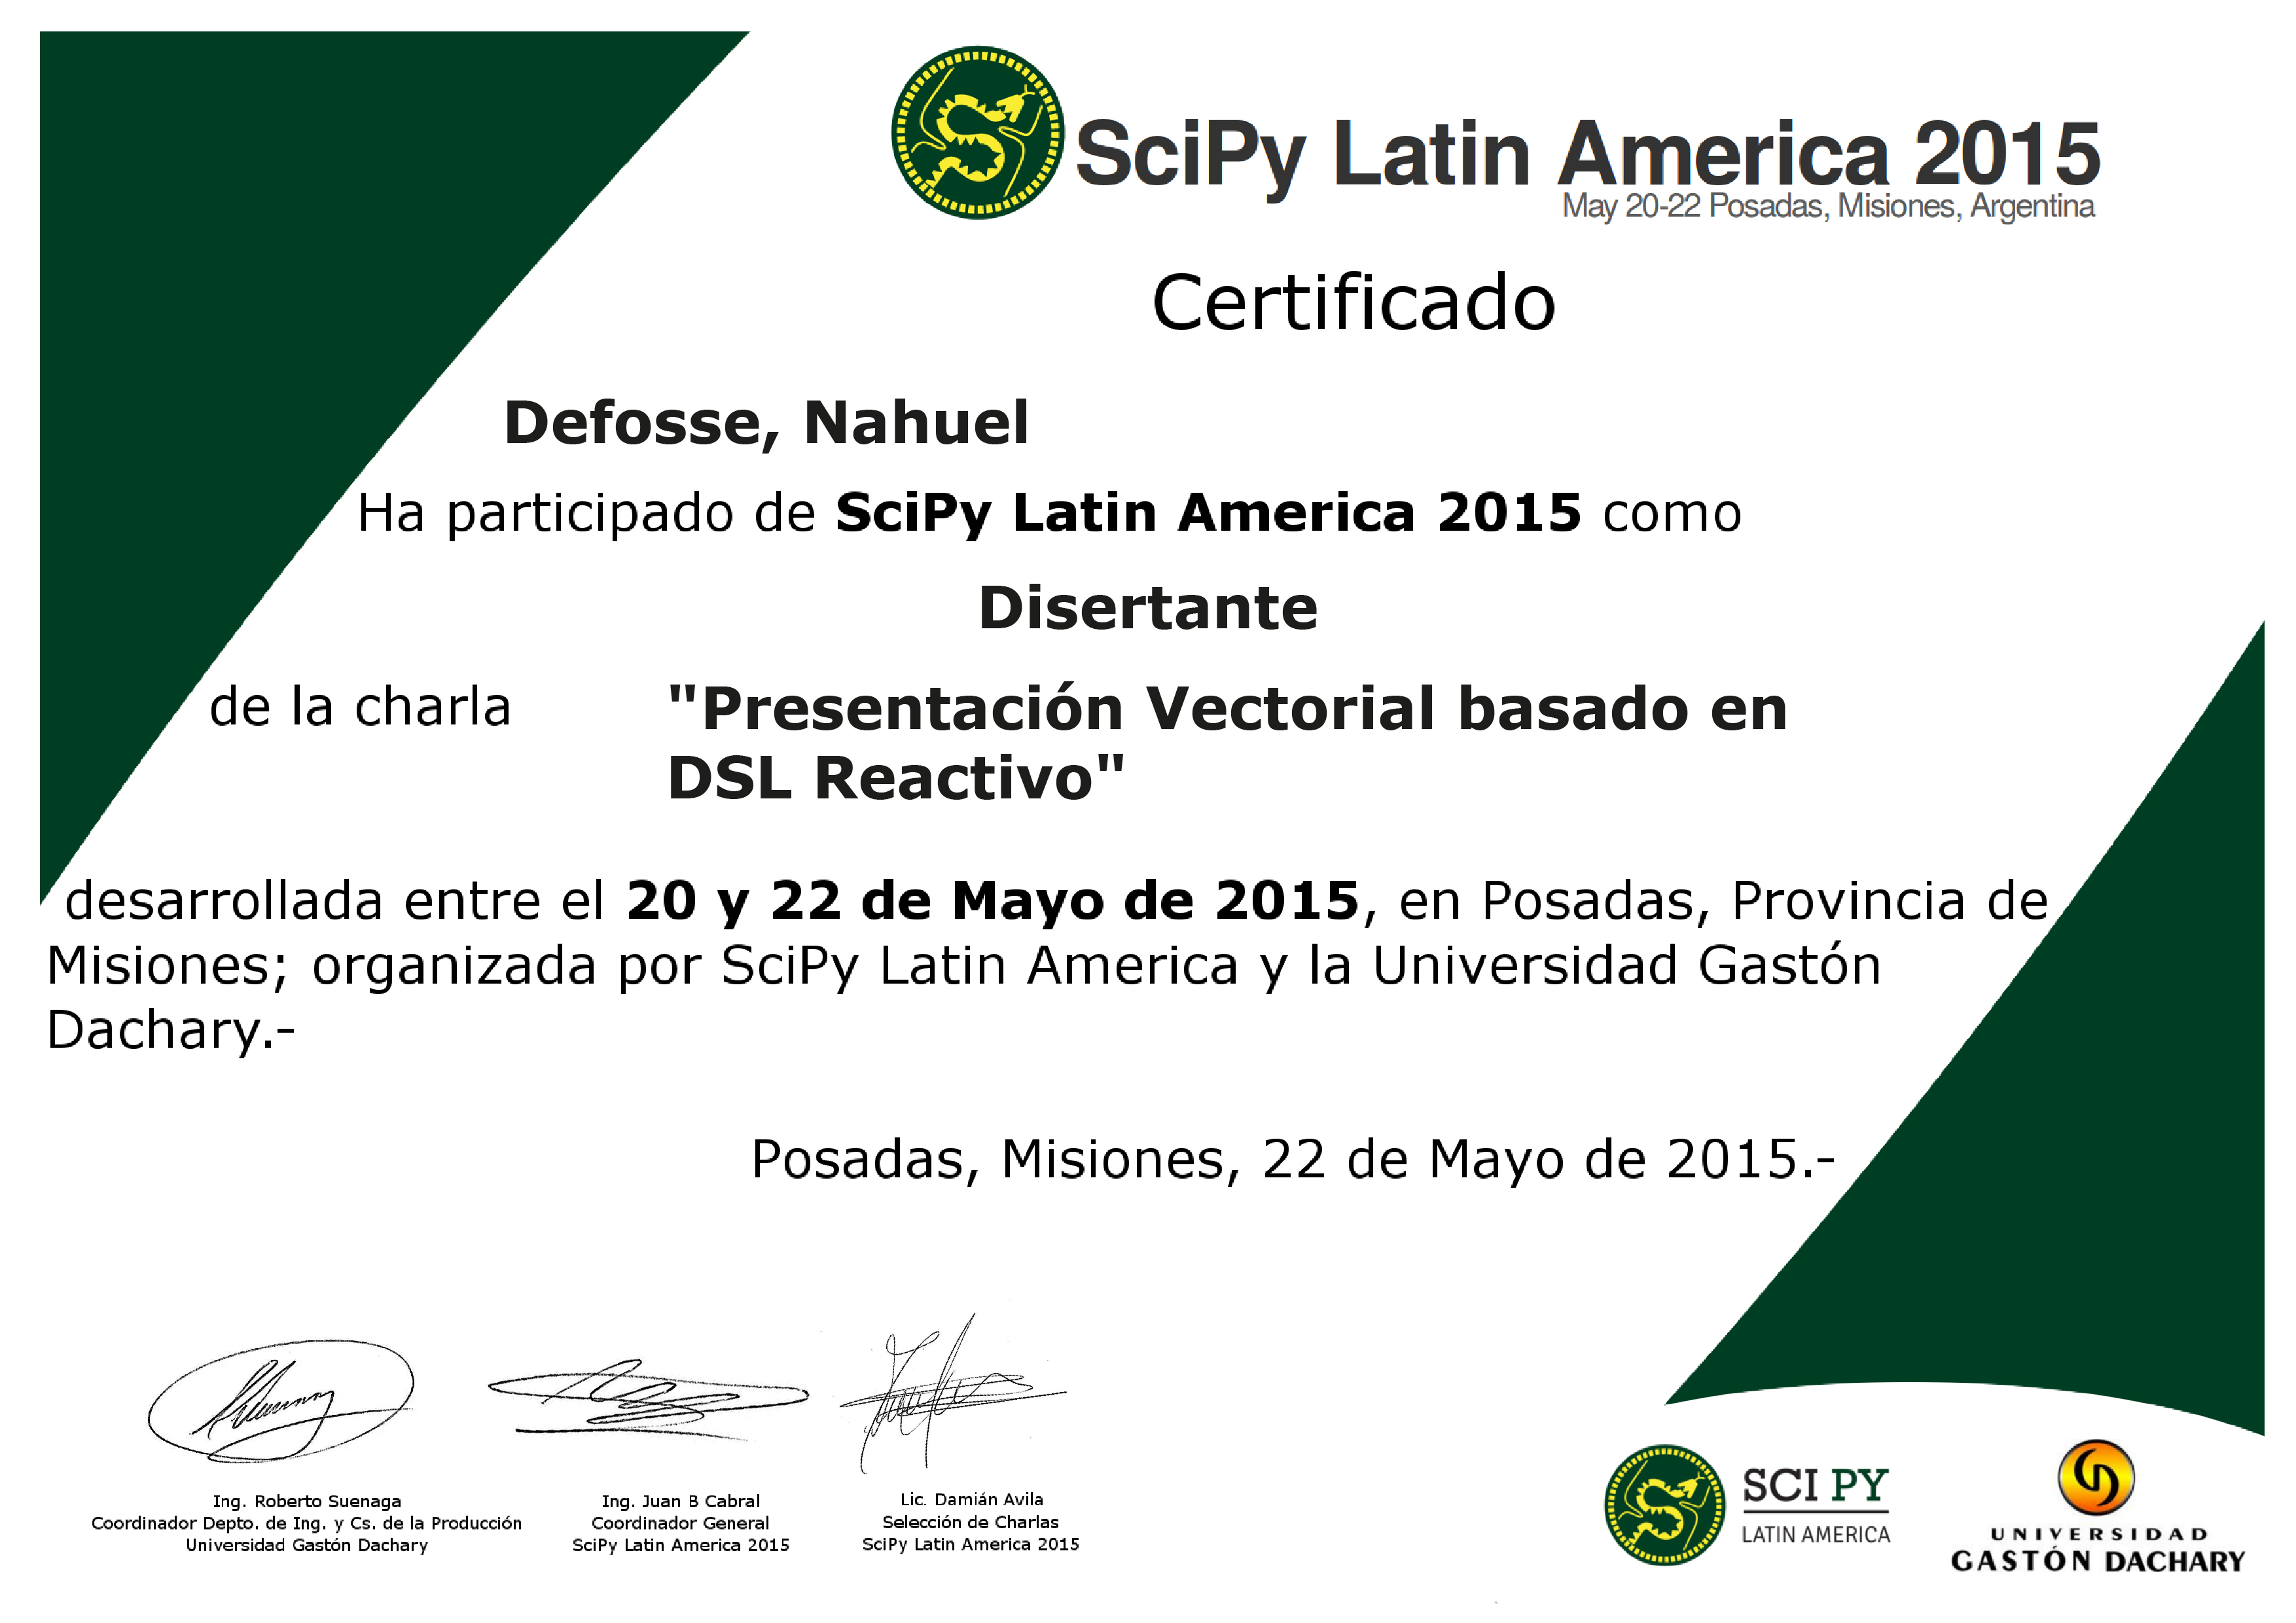 SciPy Latin America 2015
May 20-22 Posadas, Misiones, Argentina
Certificado
Defosse, Nahuel
Ha participado de SciPy Latin America 2015 como
Disertante
de la charla "Presentación Vectorial basado en
DSL Reactivo"
desarrollada entre el 20 y 22 de Mayo de 2015, en Posadas, Provincia de
Misiones; organizada por SciPy Latin America y la Universidad Gastón
Dachary.-
Posadas, Misiones, 22 de Mayo de 2015.-
Ing. Roberto Suenaga
Coordinador Depto. de Ing. y Cs. de la Producción
Universidad Gastón Dachary
Ing. Juan B Cabral
Coordinador General
SciPy Latin America 2015
Lic. Damián Avila
Selección de Charlas
SciPy Latin America 2015
SCI PY
LATIN AMERICA
UNIVERSIDAD
GASTÓN DACHARY